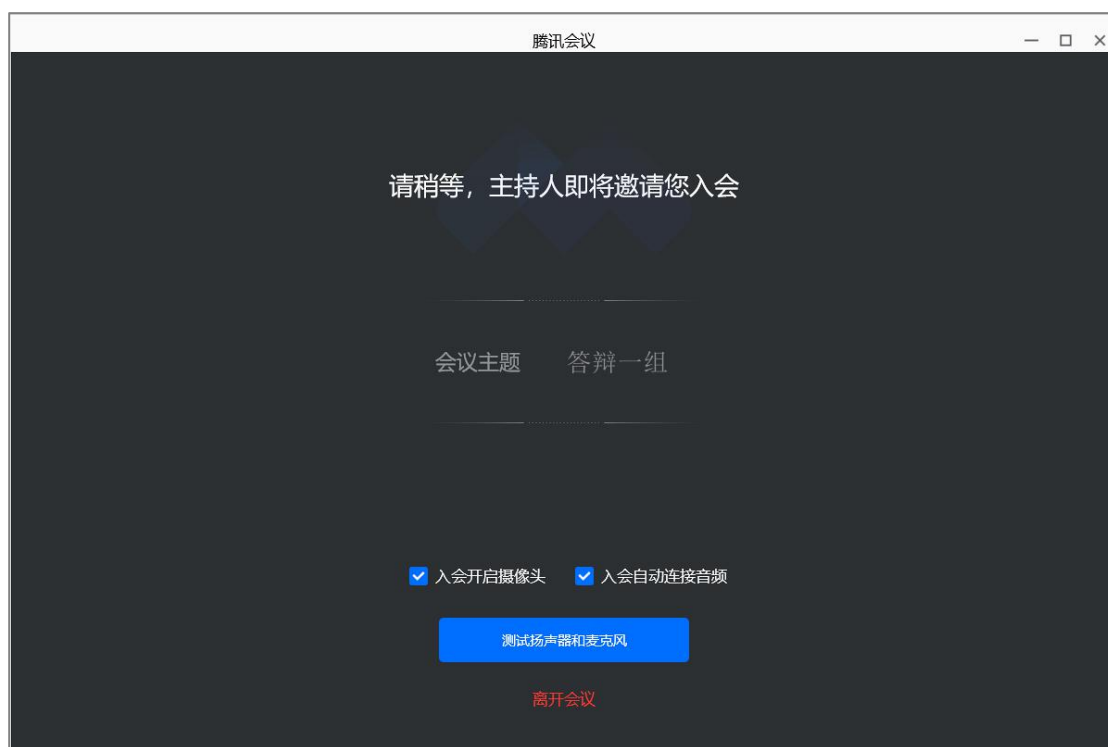 腾讯会议
请稍等，主持人即将邀请您入会
会议主题 答辩一组
入会开启摄像头 入会自动连接音频
测试扬声器和麦克风
离开会议